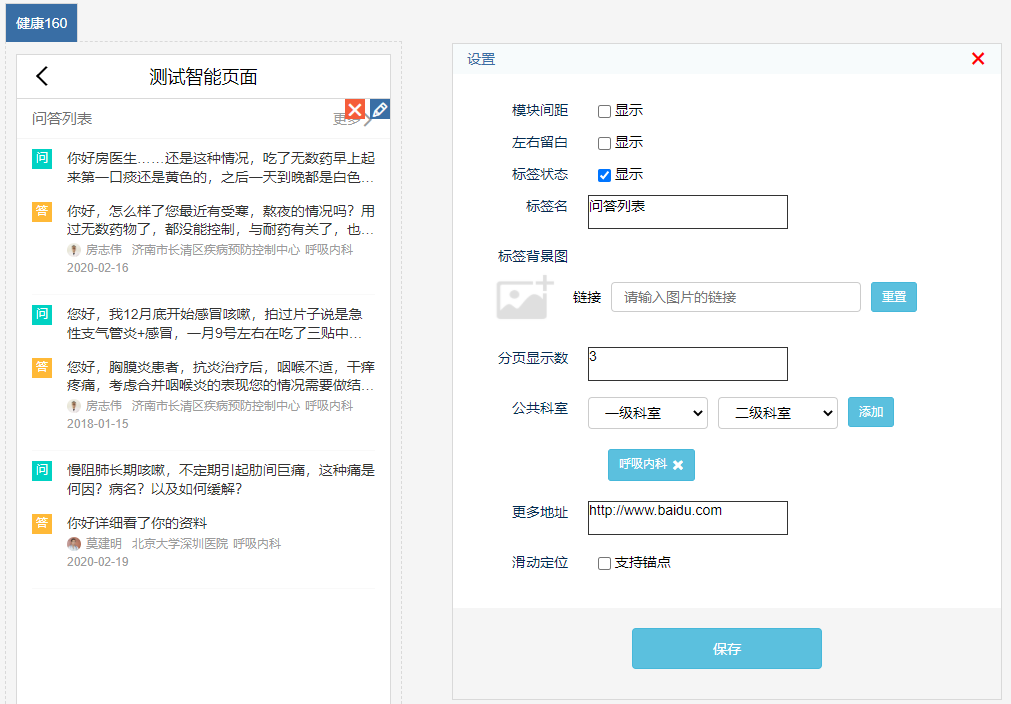 健康160
测试智能页面
问答列表
更多
问
你好房医生……还是这种情况，吃了无数药早上起
来第一口痰还是黄色的，之后一天到晚都是白色…
答
你好，怎么样了您最近有受寒，熬夜的情况吗？用
过无数药物了，都没能控制，与耐药有关了，也…
房志伟 济南市长清区疾病预防控制中心 呼吸内科
2020-02-16
问
您好，我12月底开始感冒咳嗽，拍过片子说是急
性支气管炎+感冒，一月9号左右在吃了三贴中…
答
您好，胸膜炎患者，抗炎治疗后，咽喉不适，干痒
疼痛，考虑合并咽喉炎的表现您的情况需要做结…
房志伟 济南市长清区疾病预防控制中心 呼吸内科
2018-01-15
问
慢阻肺长期咳嗽，不定期引起肋间巨痛，这种痛是
何因？病名？以及如何缓解？
答
你好详细看了你的资料
莫建明 北京大学深圳医院 呼吸内科
2020-02-19
设置
模块间距 显示
左右留白 显示
标签状态 显示
标签名 问答列表
标签背景图
链接 请输入图片的链接 重置
分页显示数 3
公共科室 一级科室 二级科室 添加
呼吸内科
更多地址 http://www.baidu.com
滑动定位 支持锚点
保存